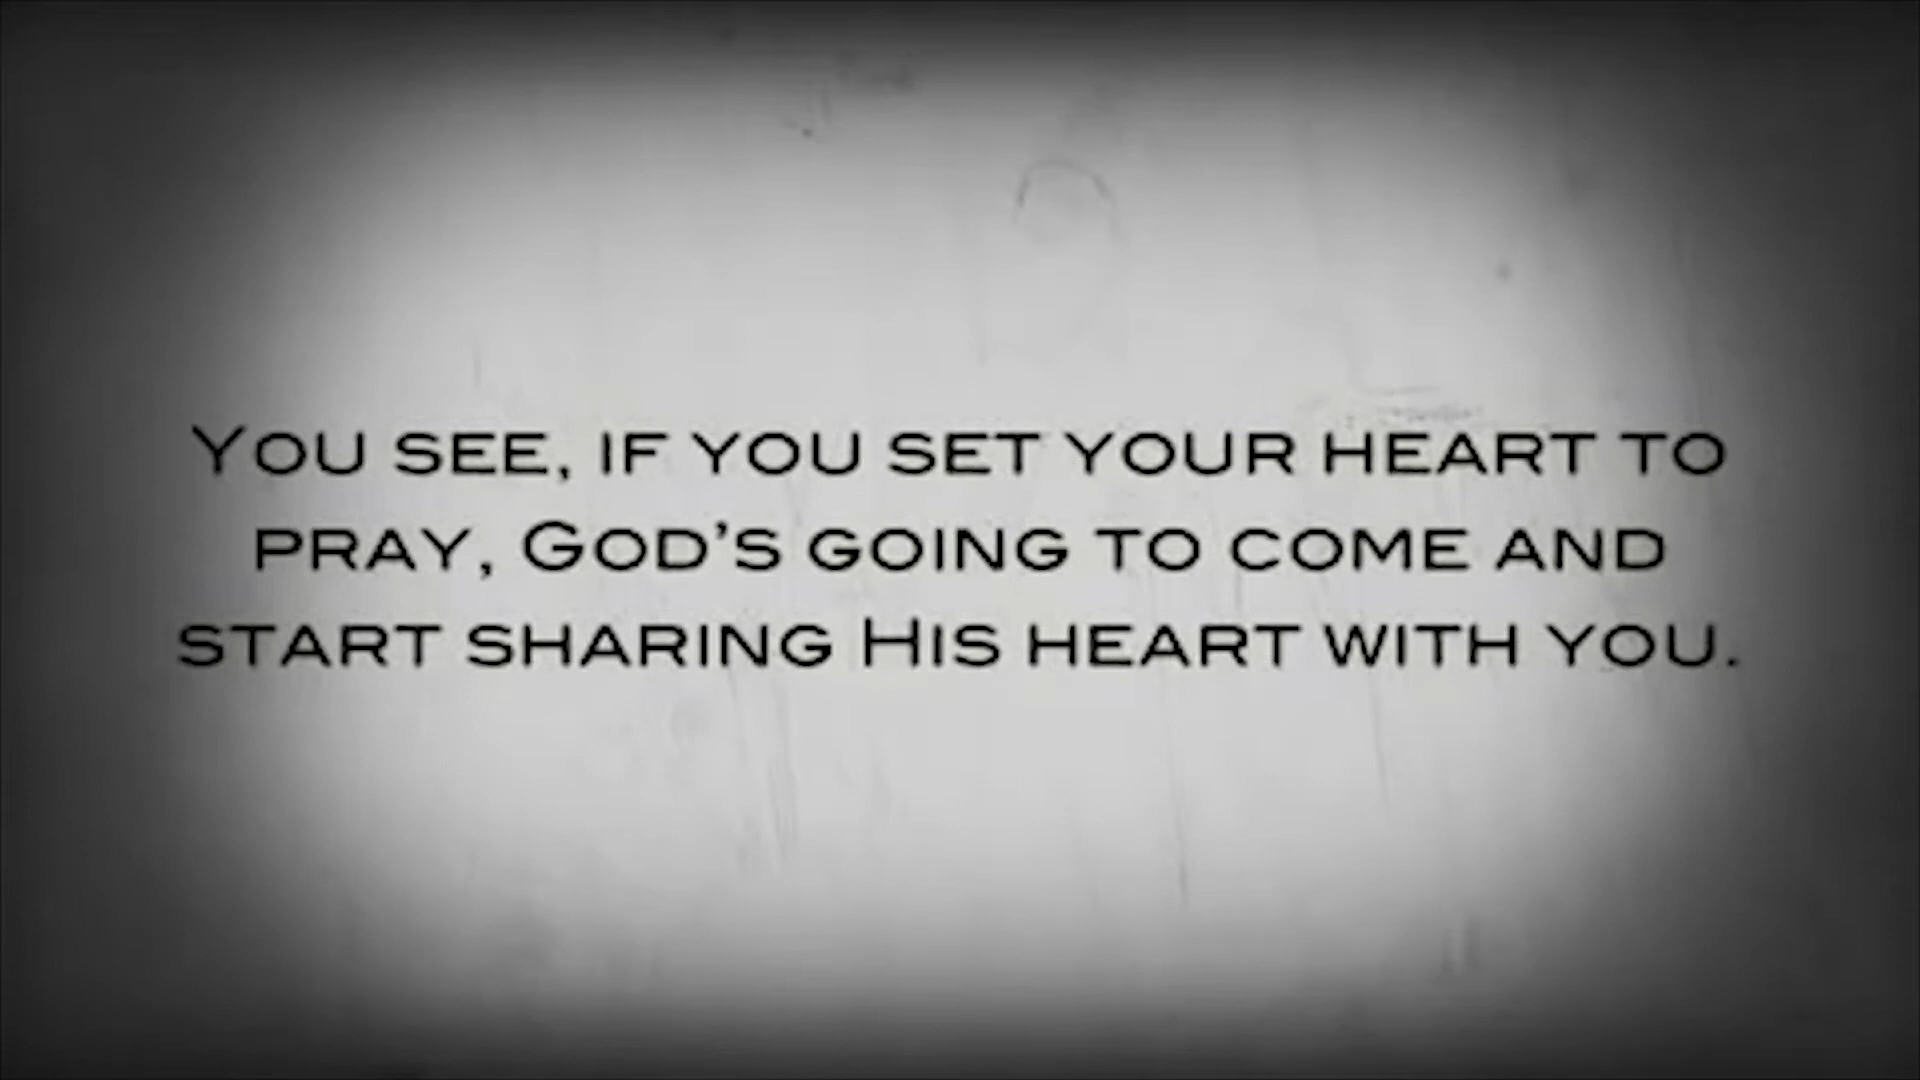 You see, if you set your heart to
pray, God's going to come and
start sharing His heart with you.